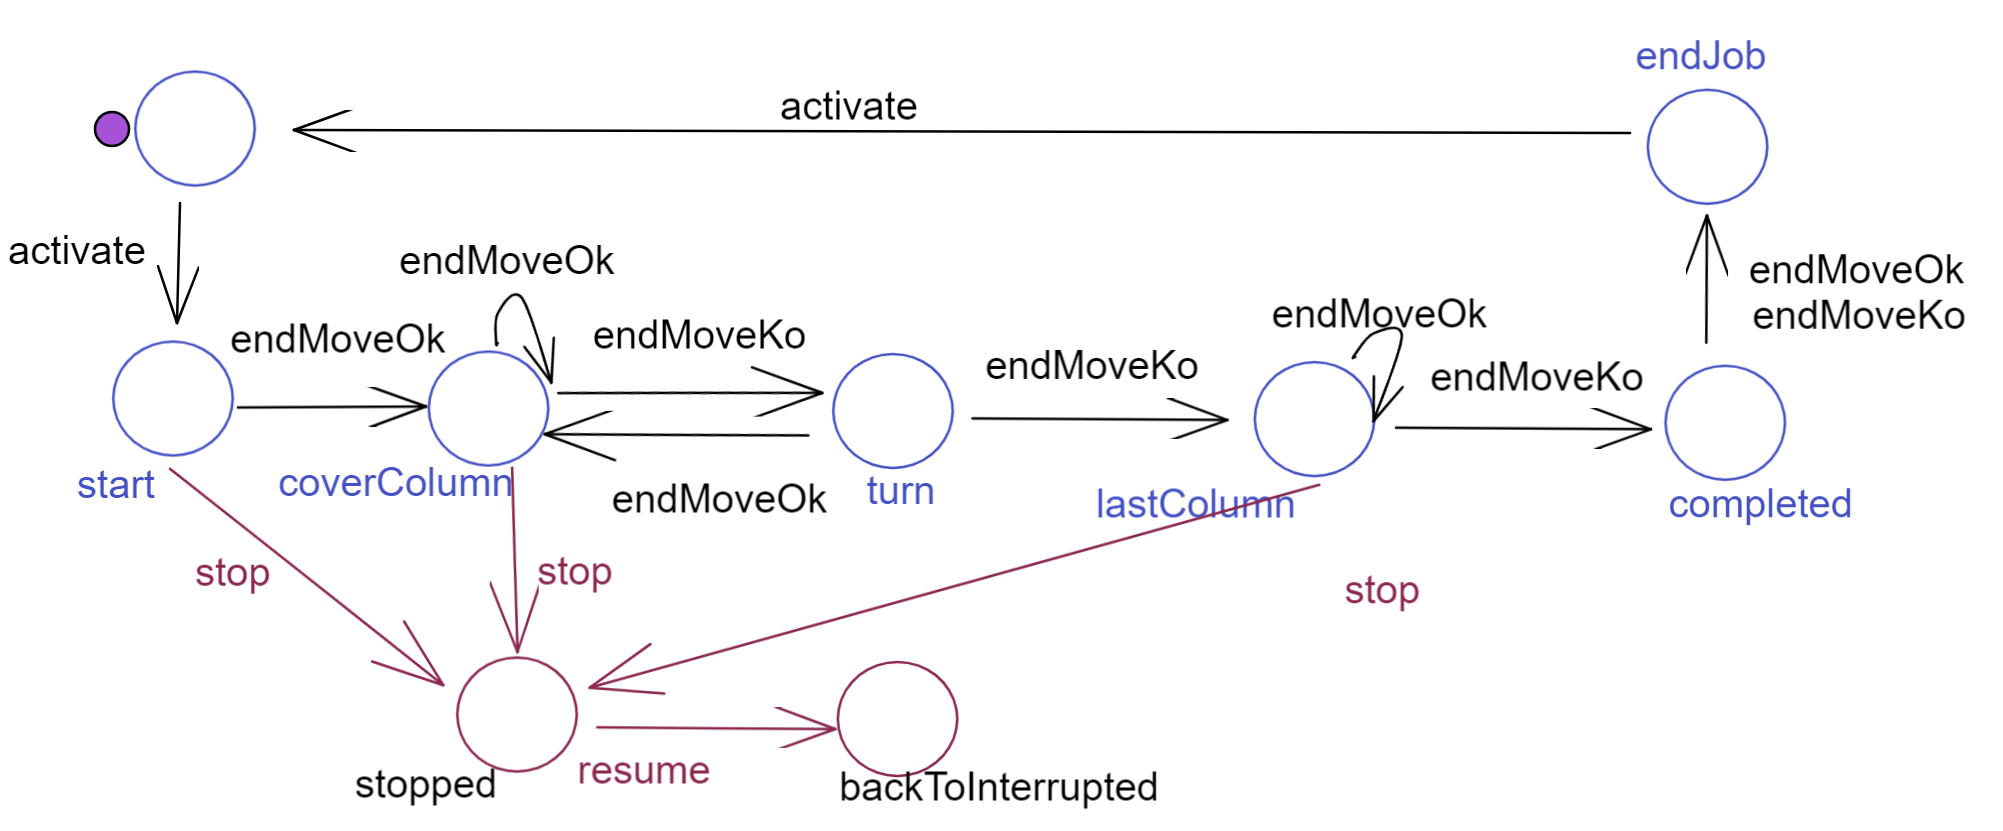 endJob
activate
activate
endMoveOk
endMoveOk
endMoveKo
endMoveOk
endMoveOk
endMoveKo
endMoveKo
endMoveKo
start
coverColumn
endMoveOk
turn
lastColumn
completed
stop
stop
stop
stopped
resume
backToInterrupted